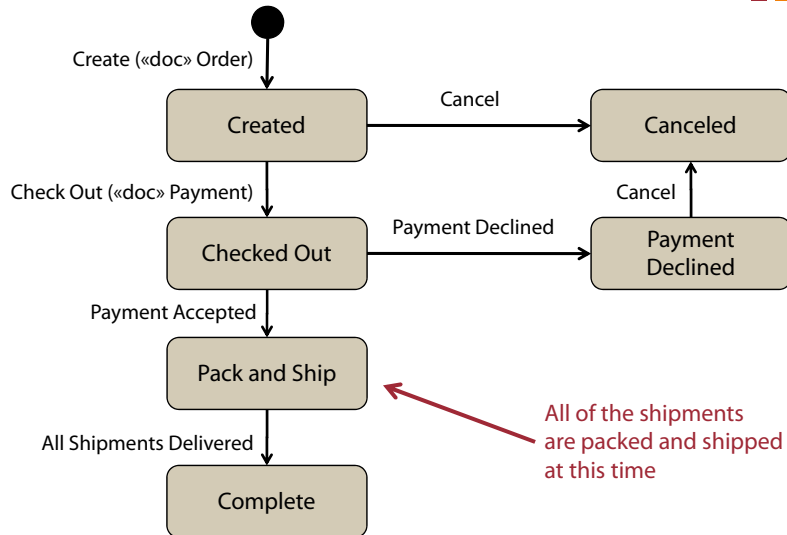 Create («doc» Order)
Created
Cancel
Canceled
Check Out («doc» Payment)
Cancel
Checked Out
Payment Declined
Payment
Declined
Payment Accepted
Pack and Ship
All of the shipments
are packed and shipped
at this time
All Shipments Delivered
Complete